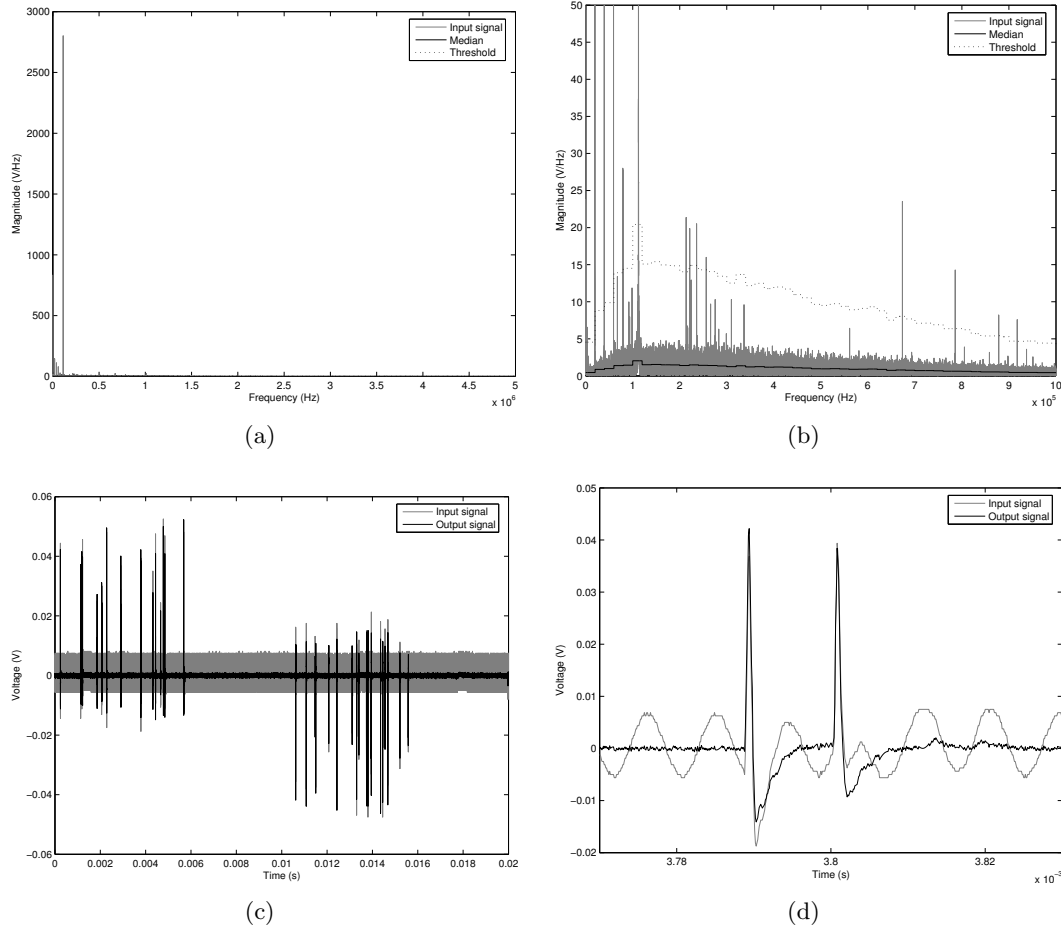 3000
2500
2000
1500
1000
500
0
Magnitude (V/Hz)
Input signal
Median
Threshold
0
0.5
1
1.5
2
2.5
3
3.5
4
4.5
5
Frequency (Hz)
x 10^6
(a)
50
45
40
35
30
25
20
15
10
5
0
Magnitude (V/Hz)
Input signal
Median
Threshold
0
1
2
3
4
5
6
7
8
9
10
Frequency (Hz)
x 10^5
(b)
0.06
0.04
0.02
0
−0.02
−0.04
−0.06
Voltage (V)
Input signal
Output signal
0
0.002
0.004
0.006
0.008
0.01
0.012
0.014
0.016
0.018
0.02
Time (s)
(c)
0.05
0.04
0.03
0.02
0.01
0
−0.01
−0.02
Voltage (V)
Input signal
Output signal
3.78
3.8
3.82
Time (s)
x 10^−3
(d)